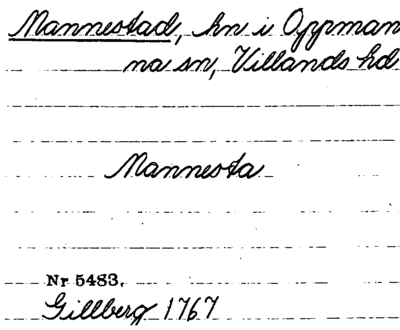 Mannestad, hn i Oppman
na sn, Villands hd
Mannesta
Nr 5483.
Gillberg 1767